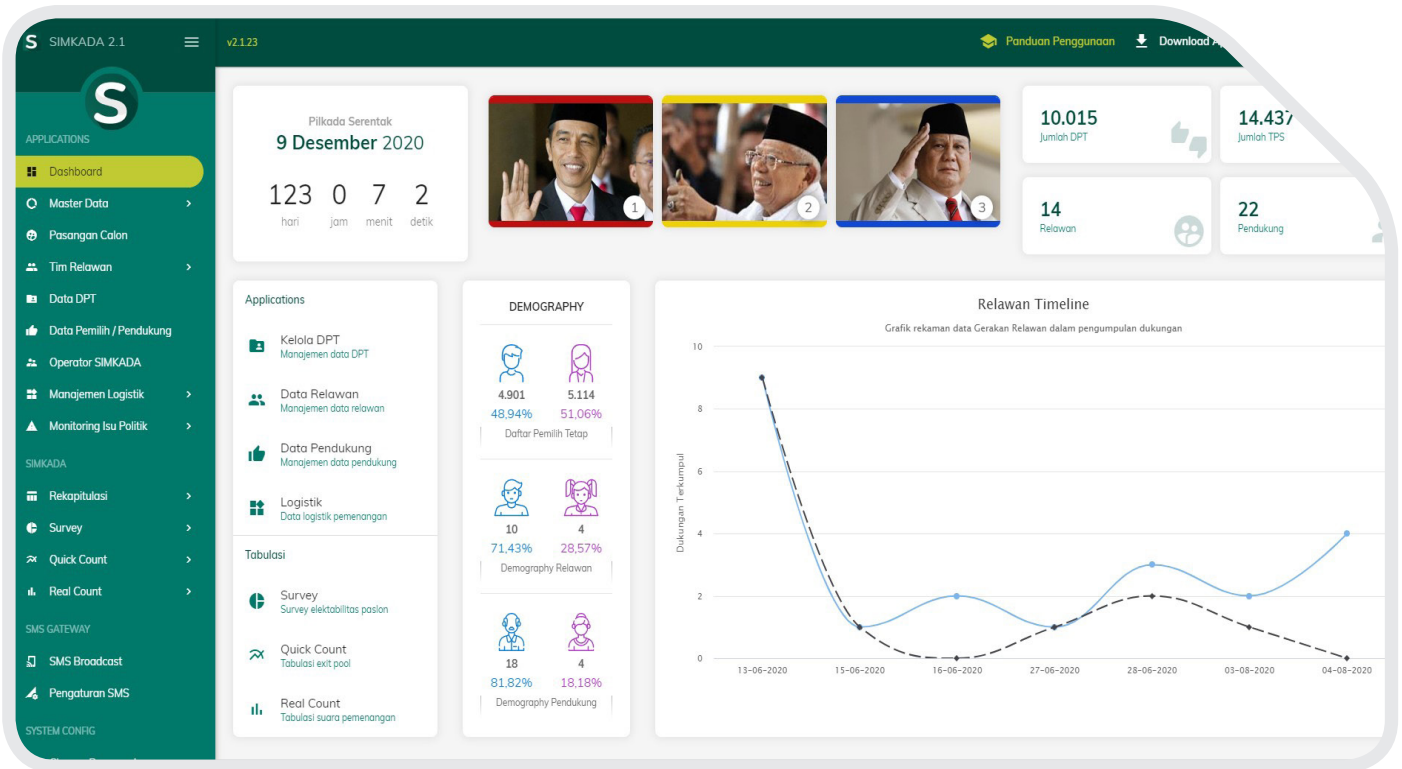 S SIMKADA 2.1
v2.1.23
Panduan Penggunaan
Download
S
APPLICATIONS
Dashboard
Master Data
Pasangan Calon
Tim Relawan
Data DPT
Data Pemilih / Pendukung
Operator SIMKADA
Manajemen Logistik
Monitoring Isu Politik
SIMKADA
Rekapitulasi
Survey
Quick Count
Real Count
SMS GATEWAY
SMS Broadcast
Pengaturan SMS
SYSTEM CONFIG
Pilkada Serentak
9 Desember 2020
123 0 7 2
hari jam menit detik
1
2
3
10.015
Jumlah DPT
14.437
Jumlah TPS
14
Relawan
22
Pendukung
Applications
Kelola DPT
Manajemen data DPT
Data Relawan
Manajemen data relawan
Data Pendukung
Manajemen data pendukung
Logistik
Data logistik pemenangan
Tabulasi
Survey
Survey elektabilitas paslon
Quick Count
Tabulasi exit pool
Real Count
Tabulasi suara pemenangan
DEMOGRAPHY
4.901 5.114
48,94% 51,06%
Daftar Pemilih Tetap
10 4
71,43% 28,57%
Demography Relawan
18 4
81,82% 18,18%
Demography Pendukung
Relawan Timeline
Grafik rekaman data Gerakan Relawan dalam pengumpulan dukungan
Dukungan Terkumpul
10
8
6
4
2
0
13-06-2020 15-06-2020 16-06-2020 27-06-2020 28-06-2020 03-08-2020 04-08-2020